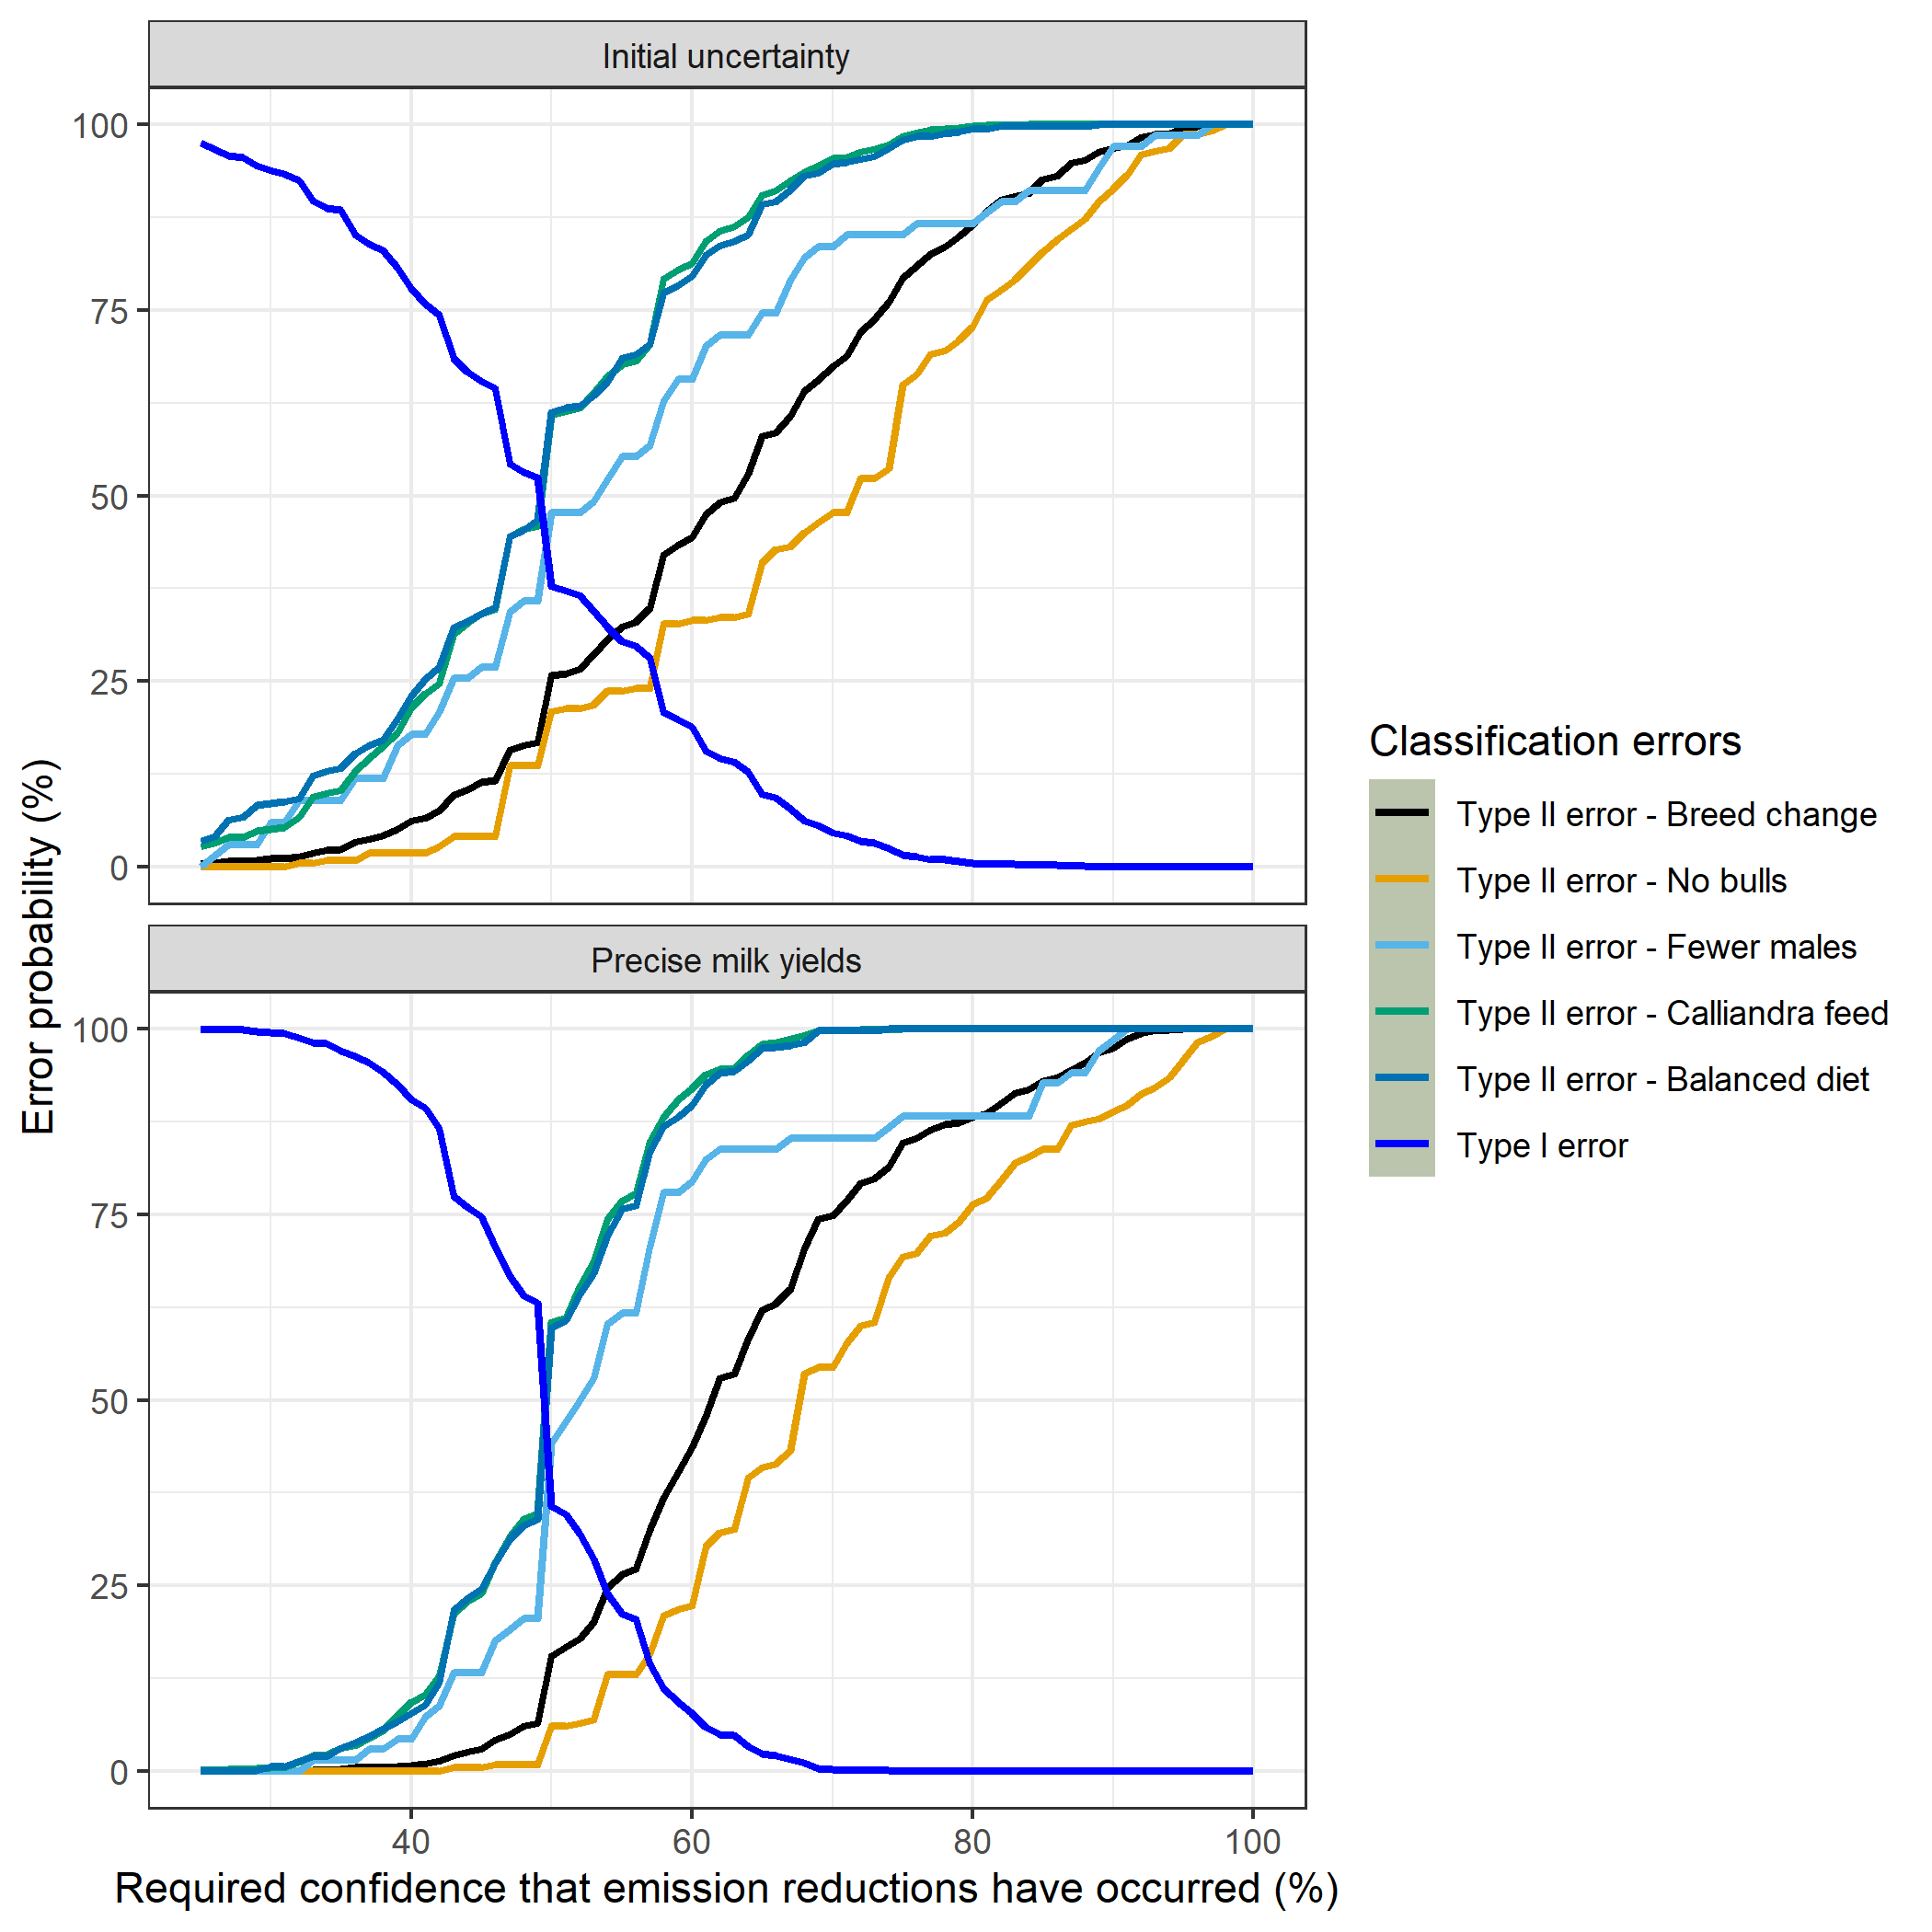 Initial uncertainty
100
75
50
25
0
Precise milk yields
100
75
50
25
0
40 60 80 100
Required confidence that emission reductions have occurred (%)
Error probability (%)
Classification errors
Type II error - Breed change
Type II error - No bulls
Type II error - Fewer males
Type II error - Calliandra feed
Type II error - Balanced diet
Type I error